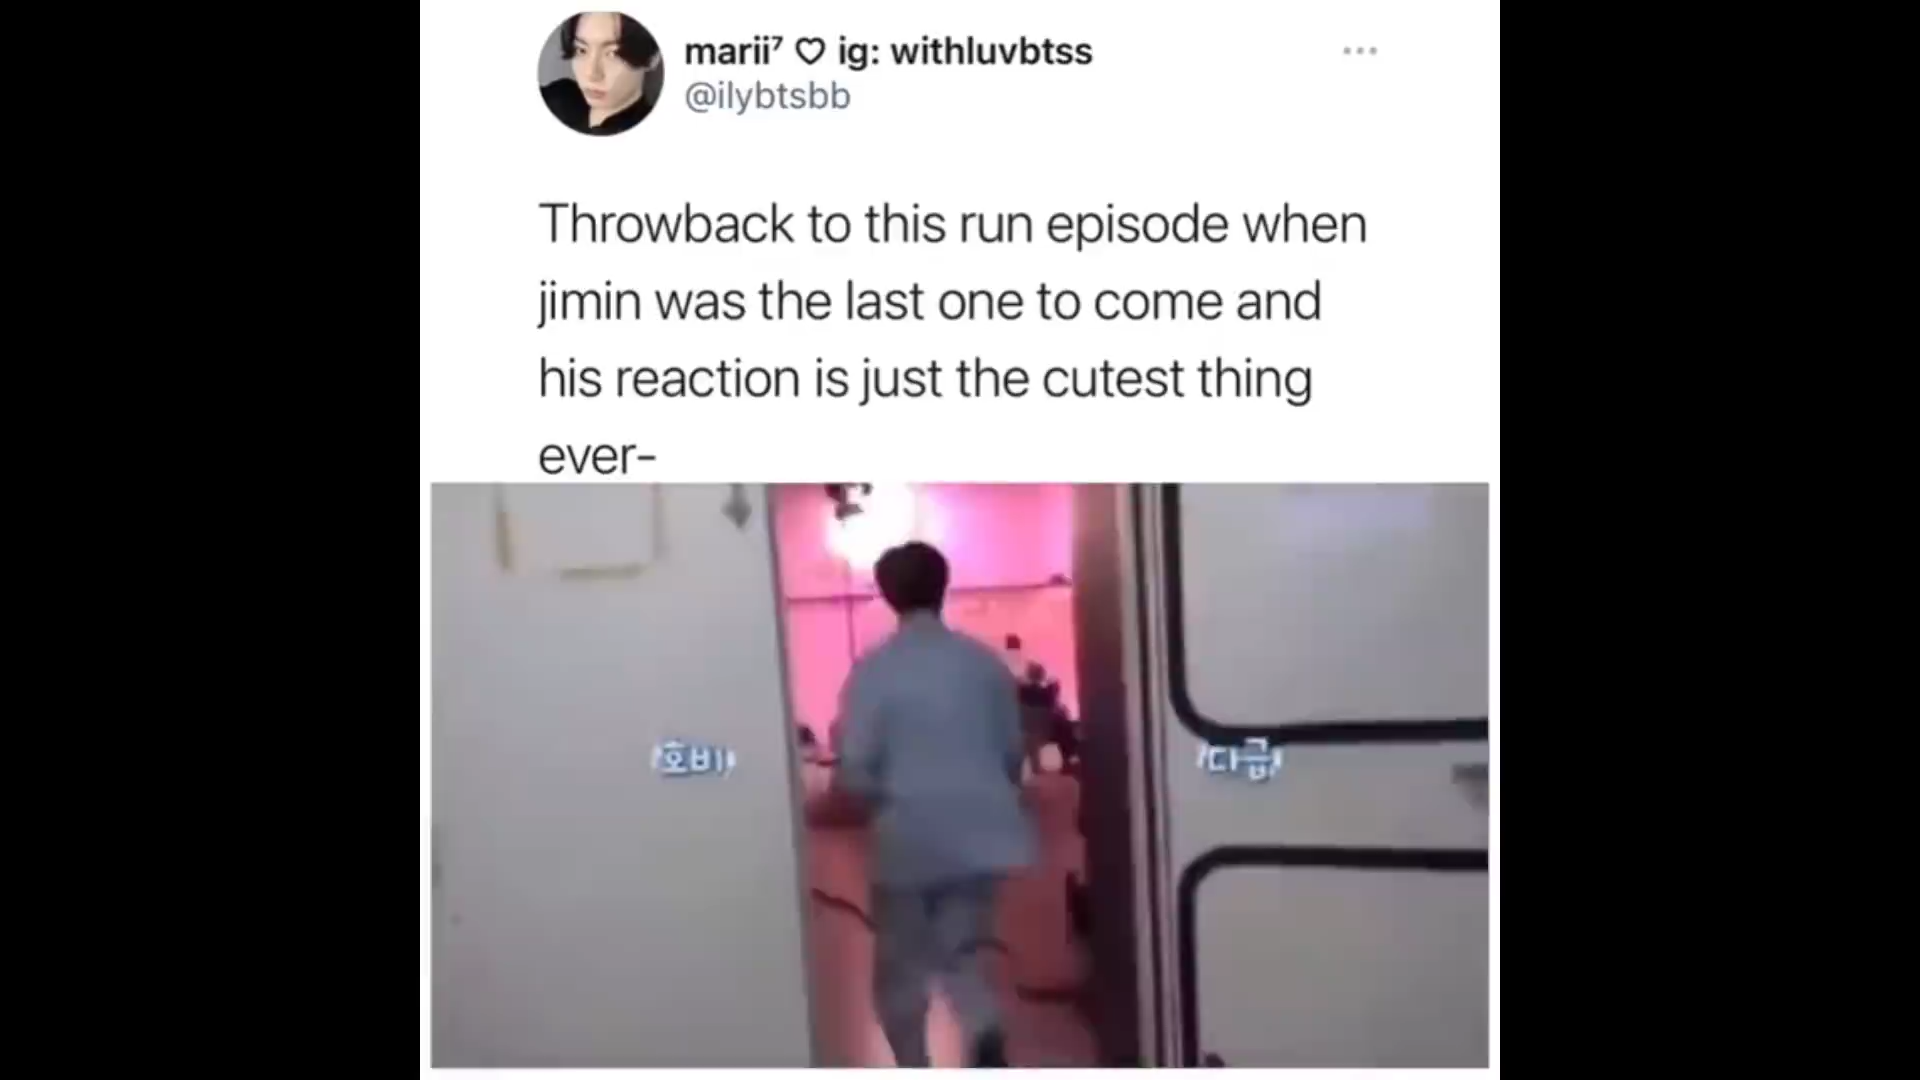 marii⁷ ♡ ig: withluvbtss
@ilybtsbb
Throwback to this run episode when
jimin was the last one to come and
his reaction is just the cutest thing
ever-
호비
다급